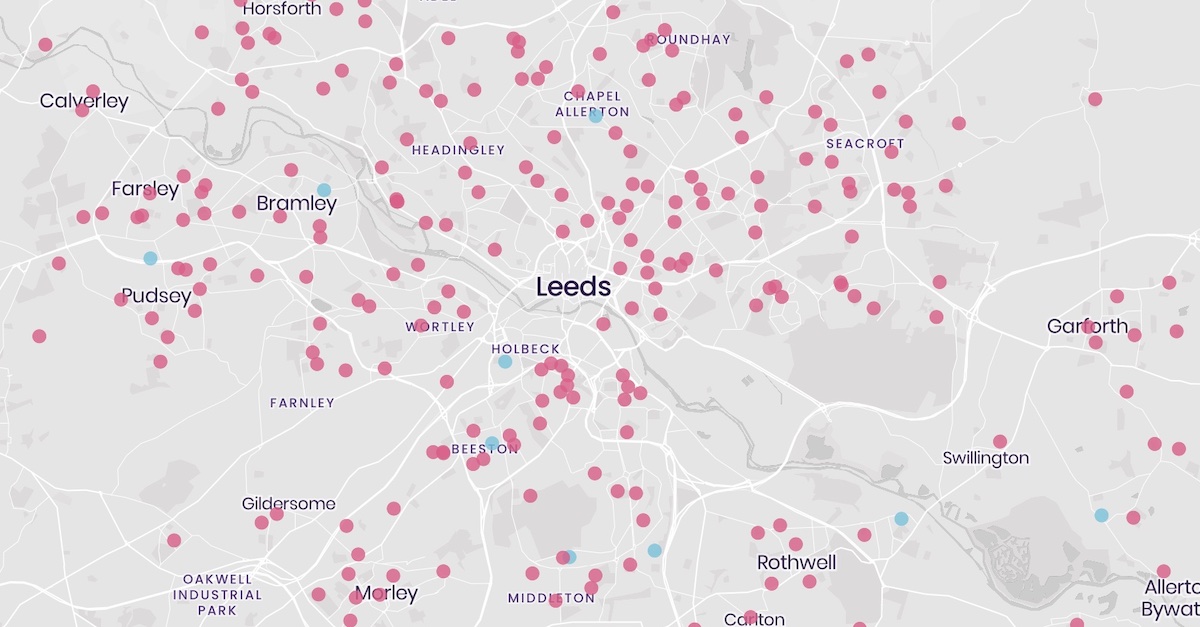 Horsforth
ROUNDHAY
Calverley
CHAPEL
ALLERTON
HEADINGLEY
SEACROFT
Farsley
Bramley
Leeds
Pudsey
WORTLEY
Garforth
HOLBECK
FARNLEY
BEESTON
Swillington
Gildersome
Rothwell
OAKWELL
INDUSTRIAL
PARK
Morley
MIDDLETON
Allerto
Bywat
Carlton